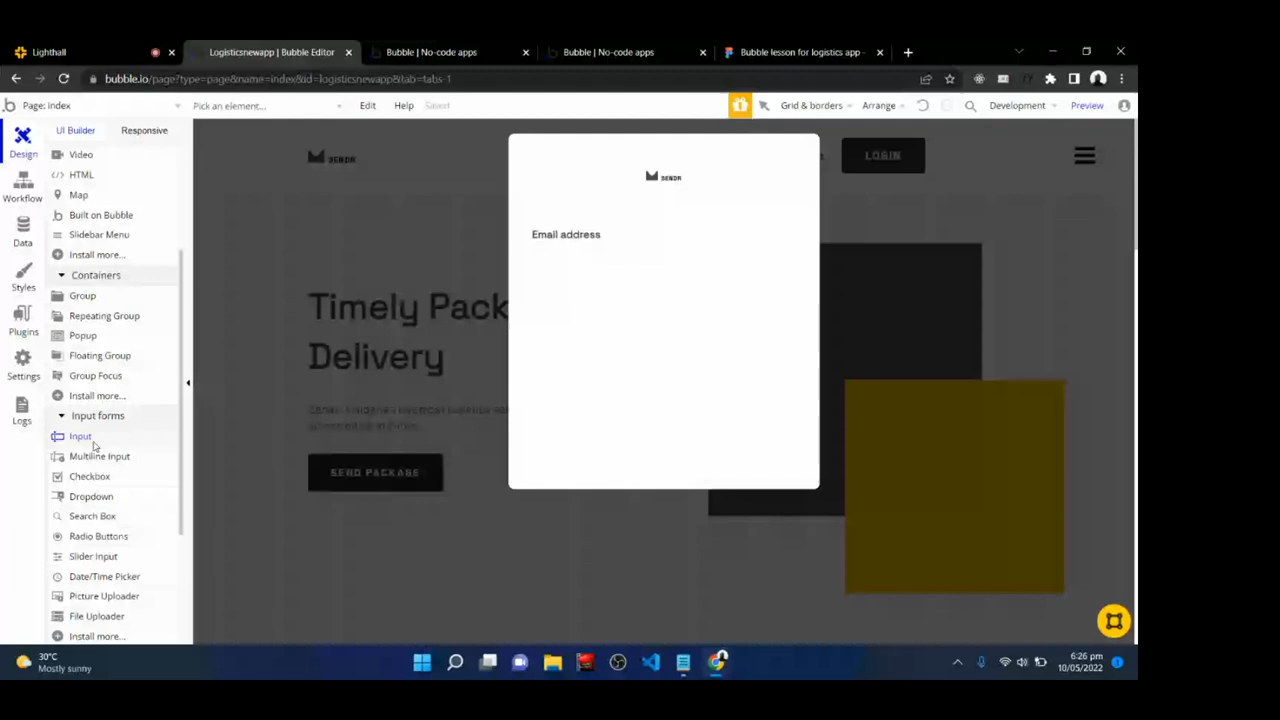 Lighthall
Logisticsnewapp | Bubble Editor
Bubble | No-code apps
Bubble | No-code apps
Bubble lesson for logistics app -
bubble.io/page?type=page&name=index&id=logisticsnewapp&tab=tabs-1
Page: index
Pick an element...
Edit
Help
Saved
Grid & borders
Arrange
Development
Preview
UI Builder
Responsive
Design
Workflow
Data
Styles
Plugins
Settings
Logs
Video
HTML
Map
Built on Bubble
Slidebar Menu
Install more...
Containers
Group
Repeating Group
Popup
Floating Group
Group Focus
Install more...
Input forms
Input
Multiline Input
Checkbox
Dropdown
Search Box
Radio Buttons
Slider Input
Date/Time Picker
Picture Uploader
File Uploader
Install more...
SENDR
LOGIN
SENDR
Email address
Timely Pack
Delivery
SEND PACKAGE
30°C
Mostly sunny
6:26 pm
10/05/2022